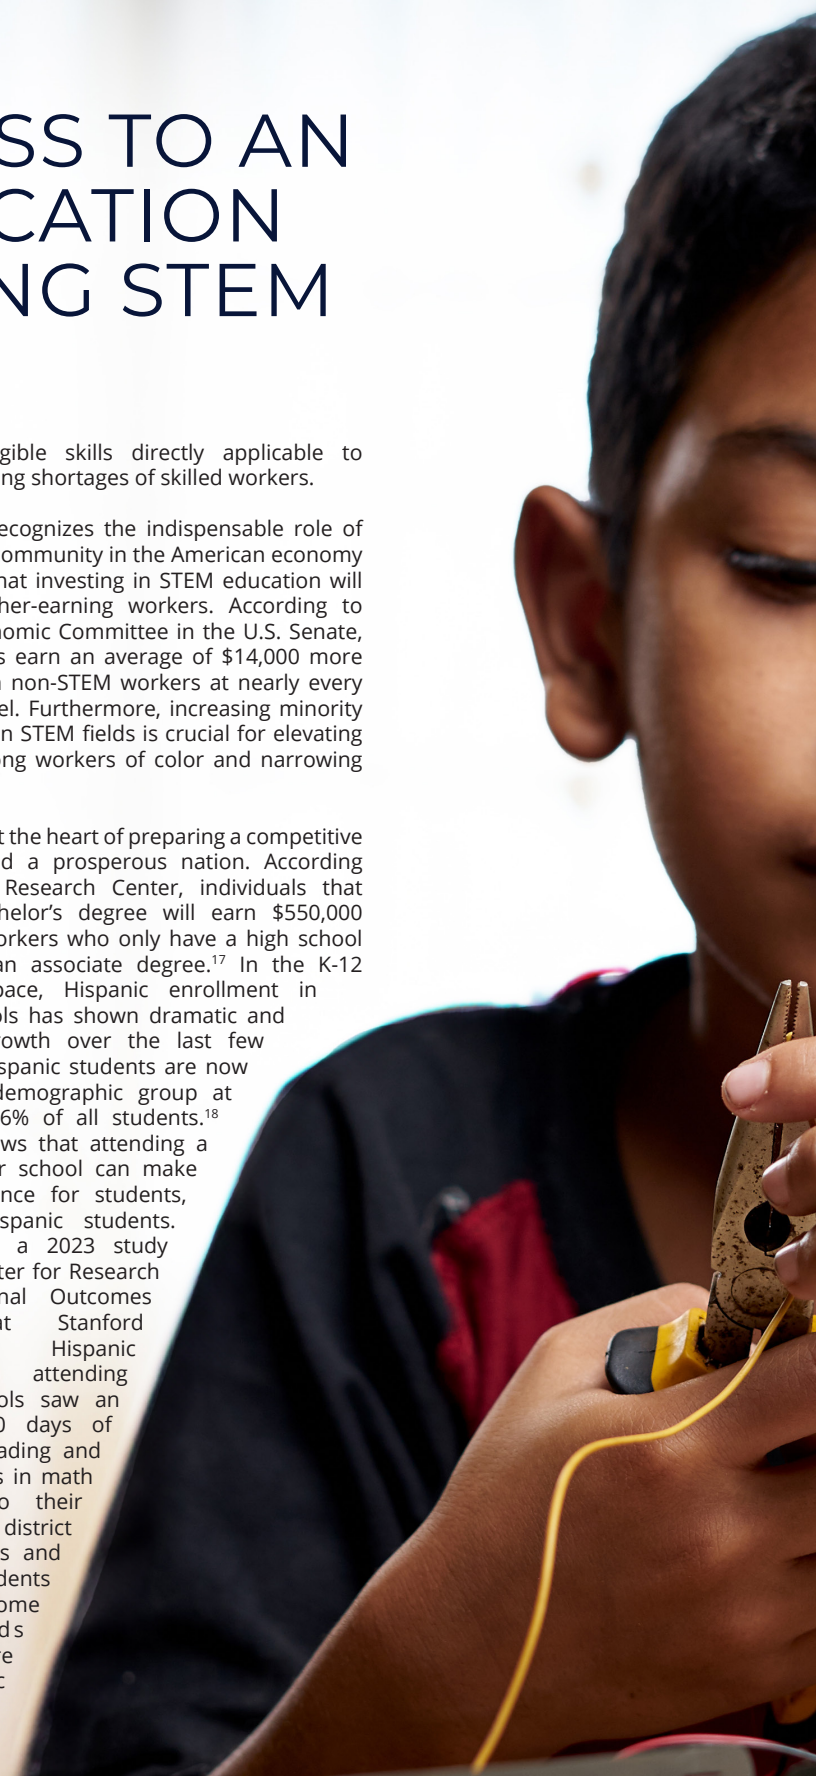 SS TO AN
CATION
NG STEM
gible skills directly applicable to
ng shortages of skilled workers.
ecognizes the indispensable role of
ommunity in the American economy
hat investing in STEM education will
her-earning workers. According to
nomic Committee in the U.S. Senate,
s earn an average of $14,000 more
n non-STEM workers at nearly every
el. Furthermore, increasing minority
n STEM fields is crucial for elevating
ong workers of color and narrowing
t the heart of preparing a competitive
d a prosperous nation. According
Research Center, individuals that
helor's degree will earn $550,000
orkers who only have a high school
an associate degree.17 In the K-12
pace, Hispanic enrollment in
ols has shown dramatic and
owth over the last few
spanic students are now
demographic group at
6% of all students.18
ws that attending a
r school can make
nce for students,
spanic students.
a 2023 study
ter for Research
nal Outcomes
at Stanford
Hispanic
attending
ols saw an
0 days of
ading and
s in math
o their
district
s and
dents
ome
ds
re
c